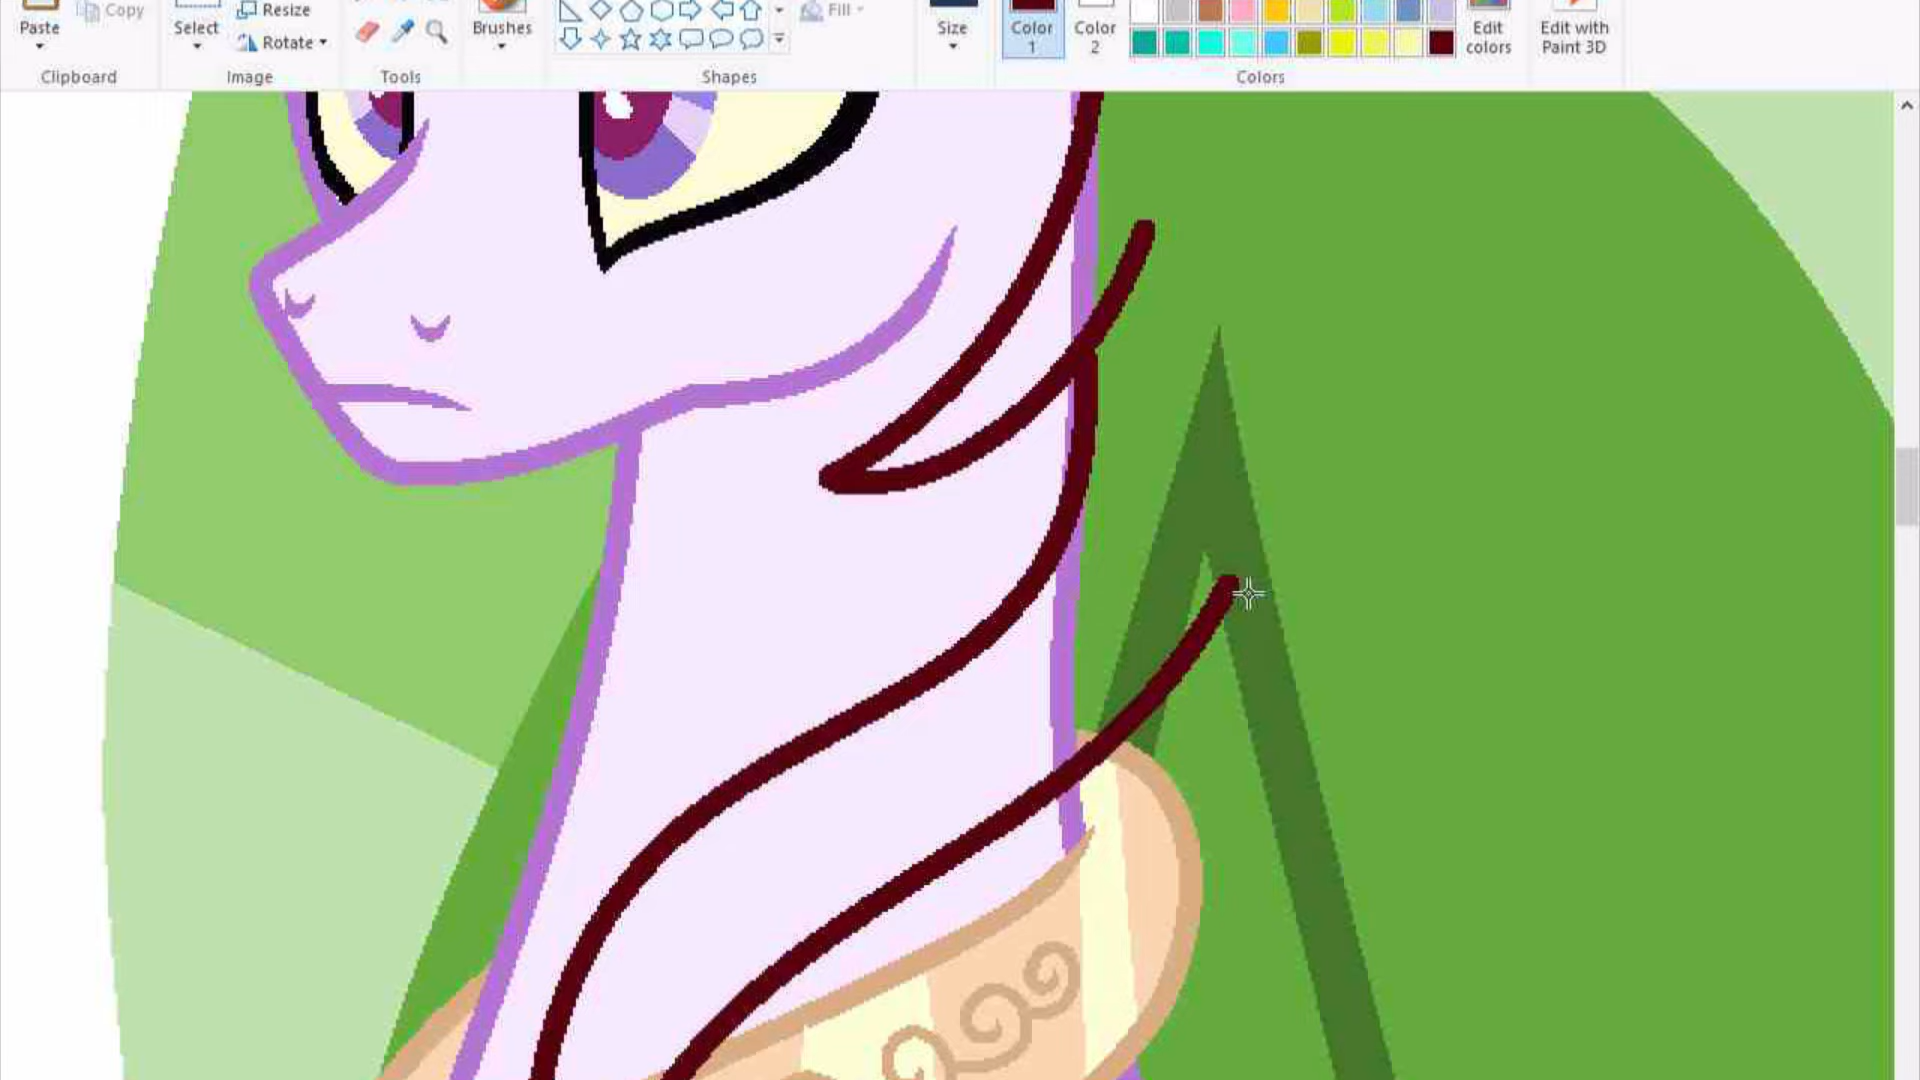 Paste
Copy
Select
Resize
Rotate
Brushes
Fill
Size
Color
1
Color
2
Edit
colors
Edit with
Paint 3D
Clipboard
Image
Tools
Shapes
Colors